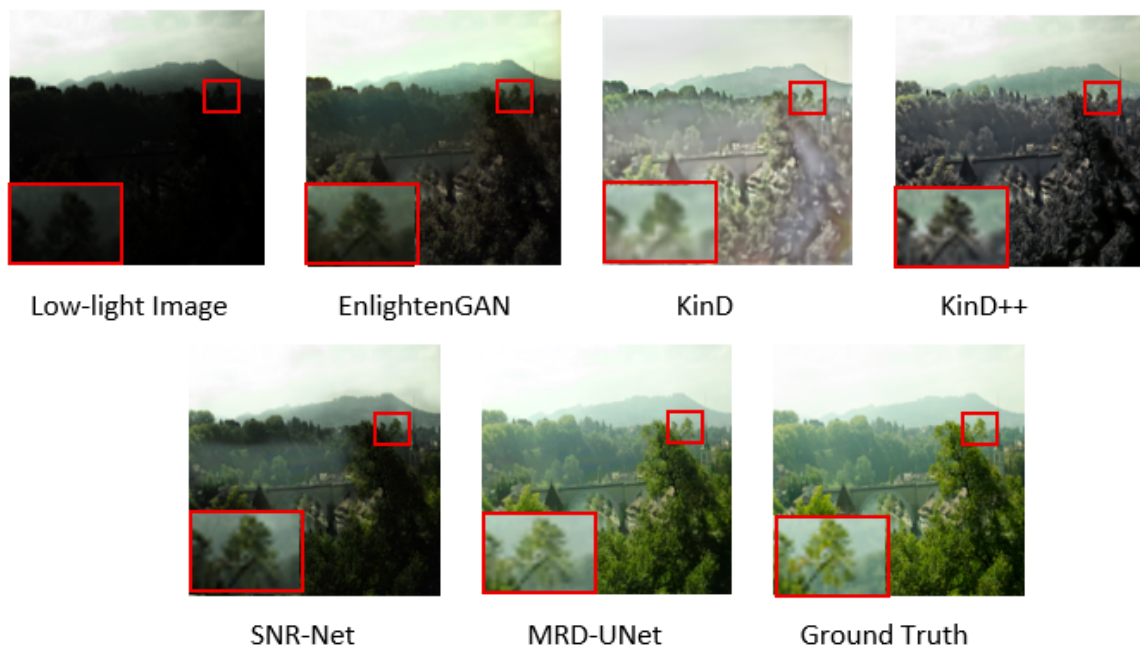 Low-light Image
EnlightenGAN
KinD
KinD++
SNR-Net
MRD-UNet
Ground Truth